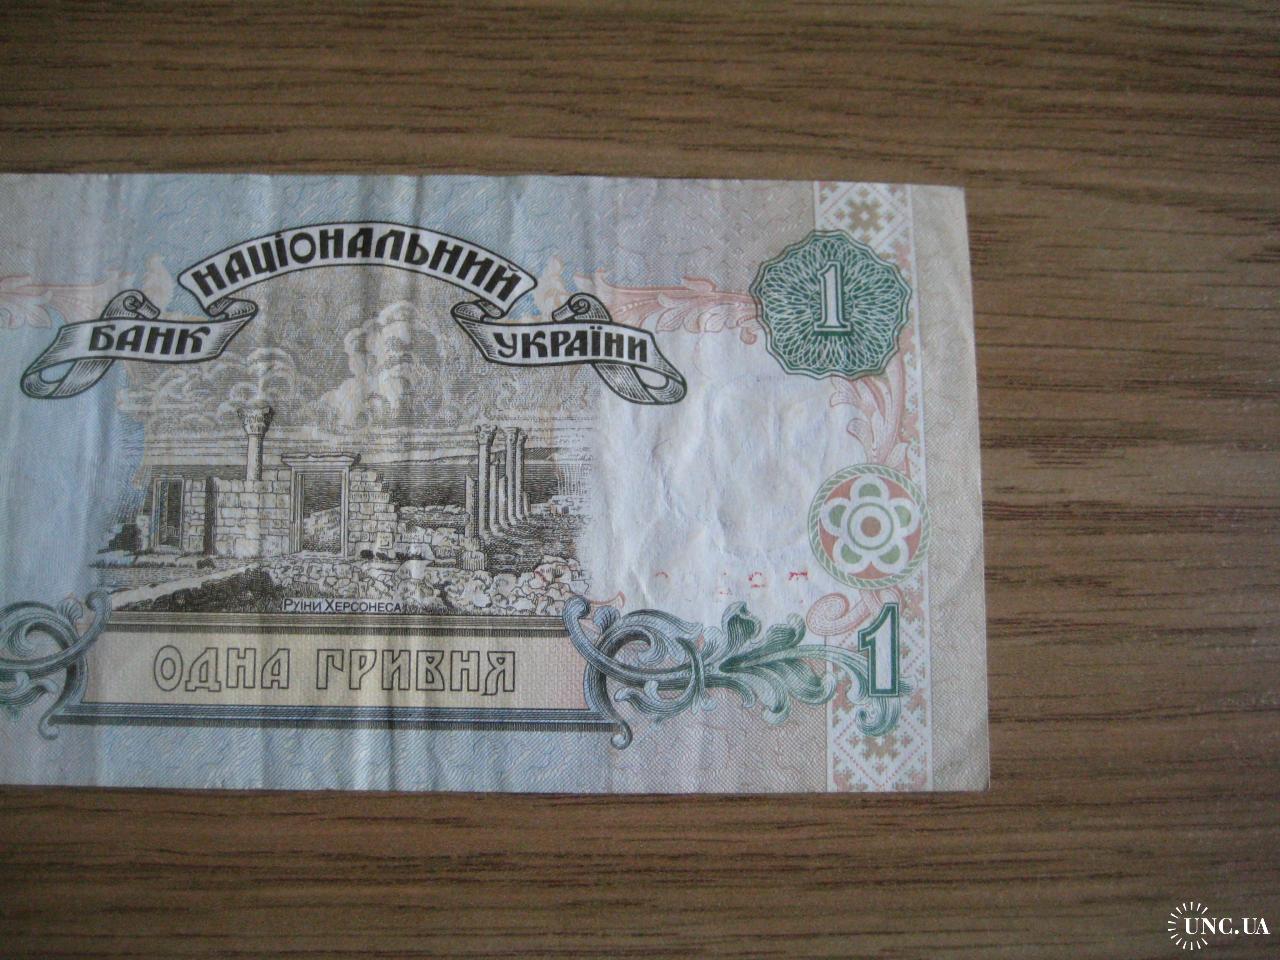 НАЦІОНАЛЬНИЙ
БАНК УКРАЇНИ
1
Руїни Херсонеса
ОДНА ГРИВНЯ
1
UNC.UA